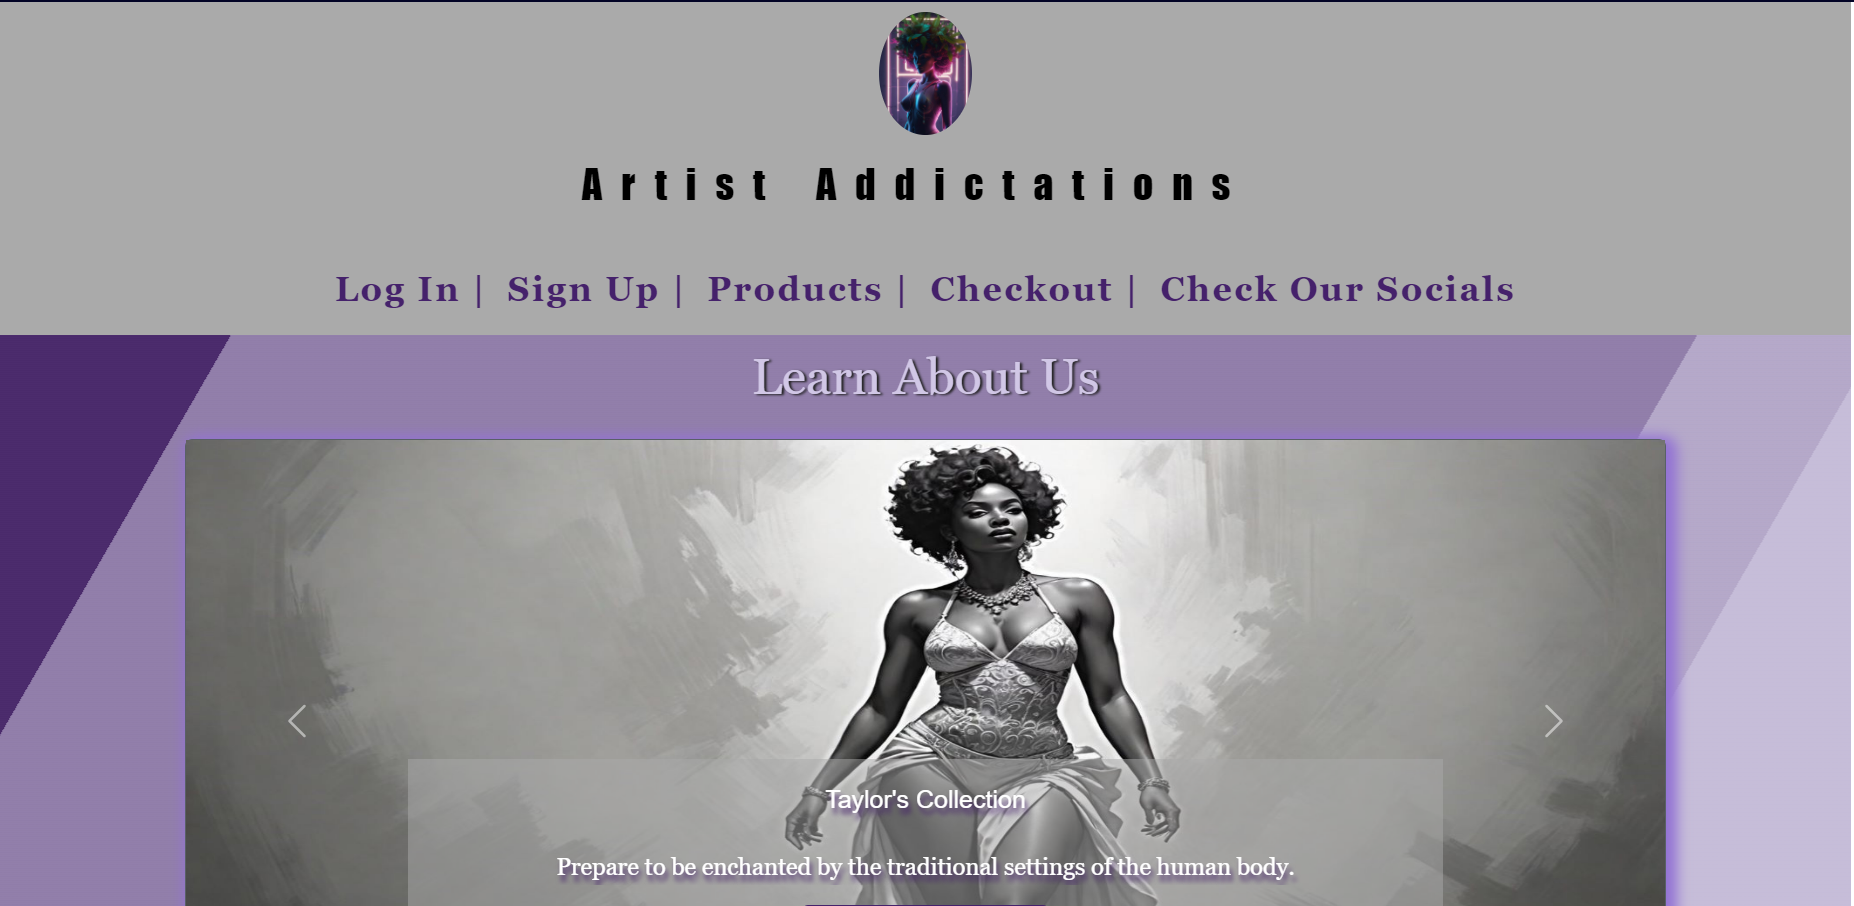 Artist Addictations
Log In | Sign Up | Products | Checkout | Check Our Socials
Learn About Us
Taylor's Collection
Prepare to be enchanted by the traditional settings of the human body.